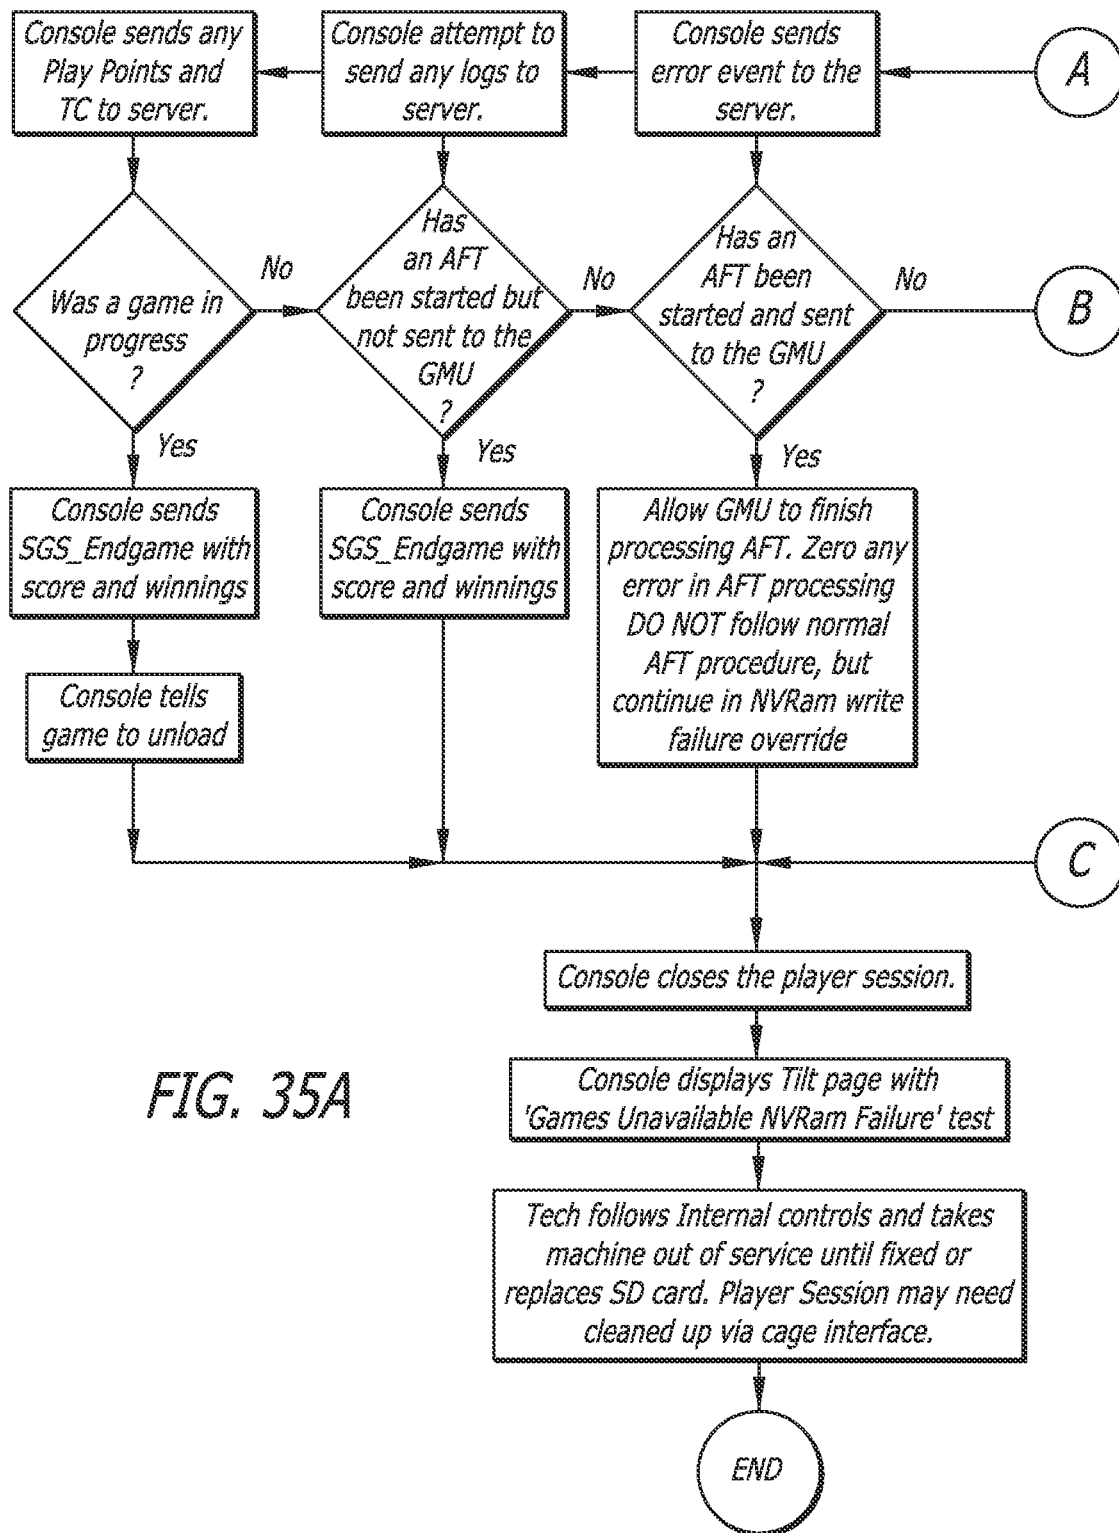 Console sends any
Play Points and
TC to server.
Console attempt to
send any logs to
server.
Console sends
error event to the
server.
A
Was a game in
progress
?
No
Has
an AFT
been started but
not sent to the
GMU
?
No
Has an
AFT been
started and sent
to the GMU
?
No
B
Yes
Yes
Yes
Console sends
SGS_Endgame with
score and winnings
Console sends
SGS_Endgame with
score and winnings
Allow GMU to finish
processing AFT. Zero any
error in AFT processing
DO NOT follow normal
AFT procedure, but
continue in NVRam write
failure override
Console tells
game to unload
C
Console closes the player session.
Console displays Tilt page with
'Games Unavailable NVRam Failure' test
FIG. 35A
Tech follows Internal controls and takes
machine out of service until fixed or
replaces SD card. Player Session may need
cleaned up via cage interface.
END